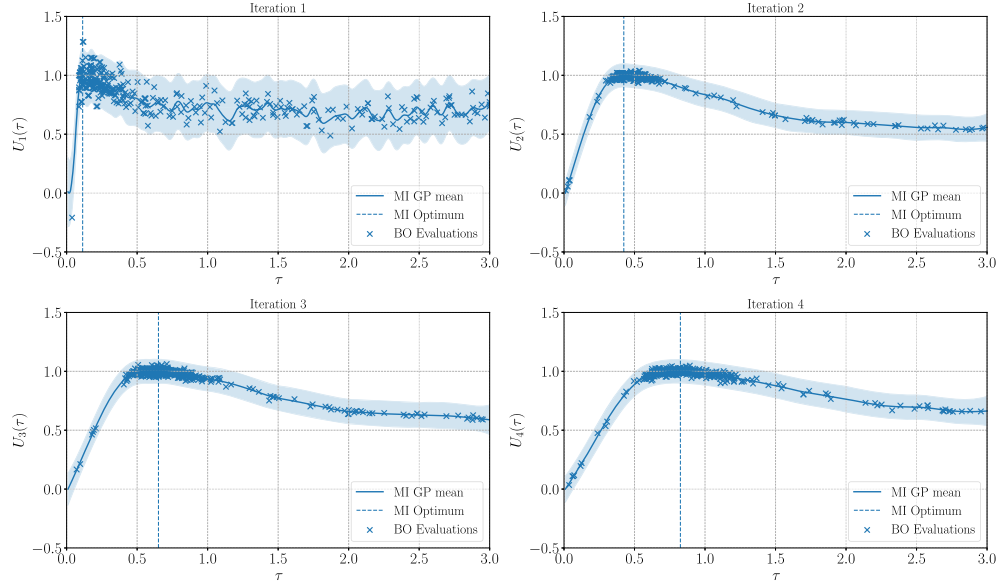 Iteration 1
1.5
1.0
0.5
0.0
−0.5
U₁(τ)
0.0 0.5 1.0 1.5 2.0 2.5 3.0
τ
MI GP mean
MI Optimum
BO Evaluations
Iteration 2
1.5
1.0
0.5
0.0
−0.5
U₂(τ)
0.0 0.5 1.0 1.5 2.0 2.5 3.0
τ
MI GP mean
MI Optimum
BO Evaluations
Iteration 3
1.5
1.0
0.5
0.0
−0.5
U₃(τ)
0.0 0.5 1.0 1.5 2.0 2.5 3.0
τ
MI GP mean
MI Optimum
BO Evaluations
Iteration 4
1.5
1.0
0.5
0.0
−0.5
U₄(τ)
0.0 0.5 1.0 1.5 2.0 2.5 3.0
τ
MI GP mean
MI Optimum
BO Evaluations